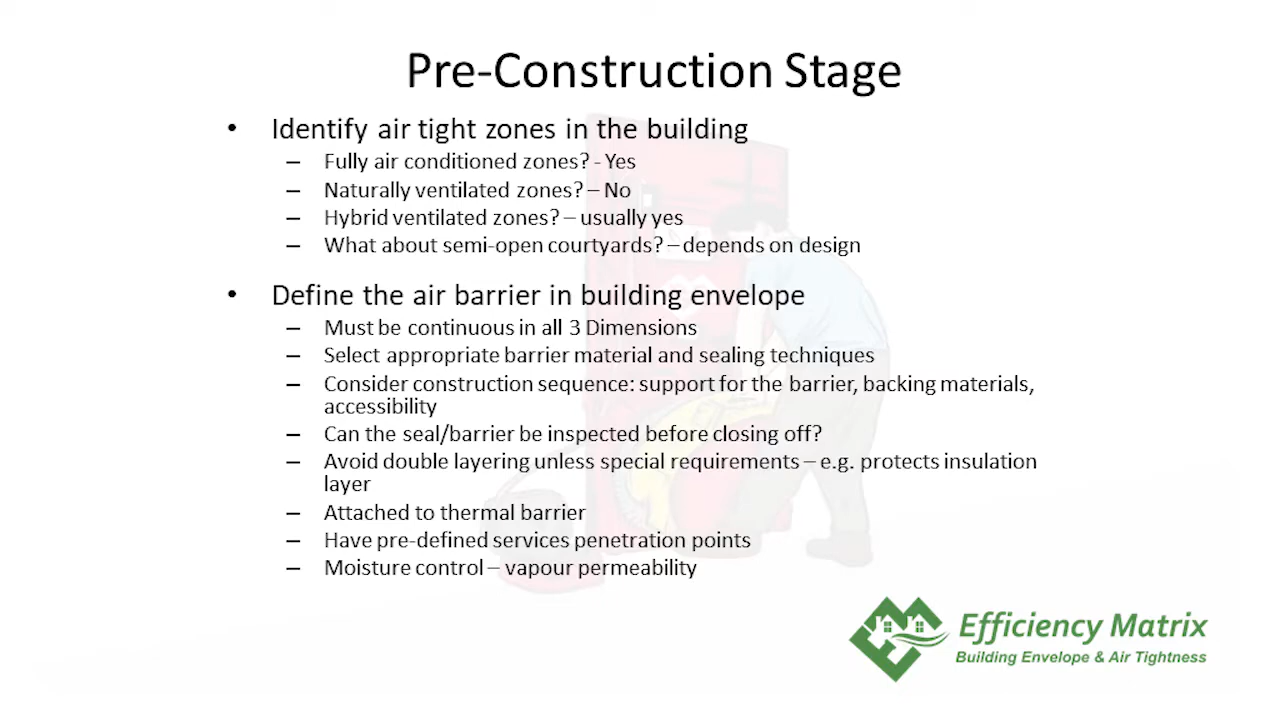 Pre-Construction Stage
• Identify air tight zones in the building
– Fully air conditioned zones? - Yes
– Naturally ventilated zones? – No
– Hybrid ventilated zones? – usually yes
– What about semi-open courtyards? – depends on design
• Define the air barrier in building envelope
– Must be continuous in all 3 Dimensions
– Select appropriate barrier material and sealing techniques
– Consider construction sequence: support for the barrier, backing materials,
accessibility
– Can the seal/barrier be inspected before closing off?
– Avoid double layering unless special requirements – e.g. protects insulation
layer
– Attached to thermal barrier
– Have pre-defined services penetration points
– Moisture control – vapour permeability
Efficiency Matrix
Building Envelope & Air Tightness